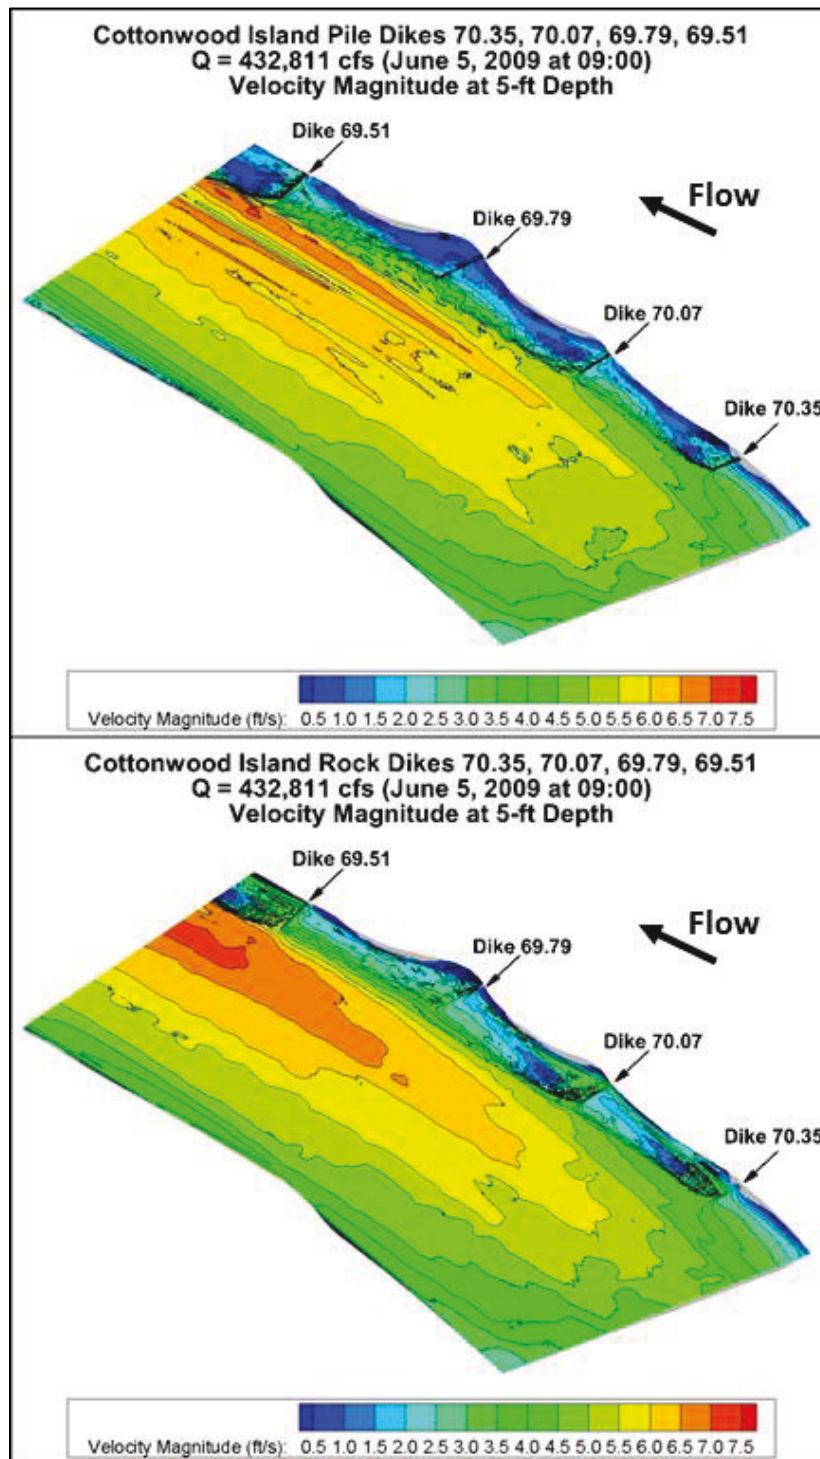 Cottonwood Island Pile Dikes 70.35, 70.07, 69.79, 69.51
Q = 432,811 cfs (June 5, 2009 at 09:00)
Velocity Magnitude at 5-ft Depth
Dike 69.51
Flow
Dike 69.79
Dike 70.07
Dike 70.35
Velocity Magnitude (ft/s): 0.5 1.0 1.5 2.0 2.5 3.0 3.5 4.0 4.5 5.0 5.5 6.0 6.5 7.0 7.5
Cottonwood Island Rock Dikes 70.35, 70.07, 69.79, 69.51
Q = 432,811 cfs (June 5, 2009 at 09:00)
Velocity Magnitude at 5-ft Depth
Dike 69.51
Flow
Dike 69.79
Dike 70.07
Dike 70.35
Velocity Magnitude (ft/s): 0.5 1.0 1.5 2.0 2.5 3.0 3.5 4.0 4.5 5.0 5.5 6.0 6.5 7.0 7.5